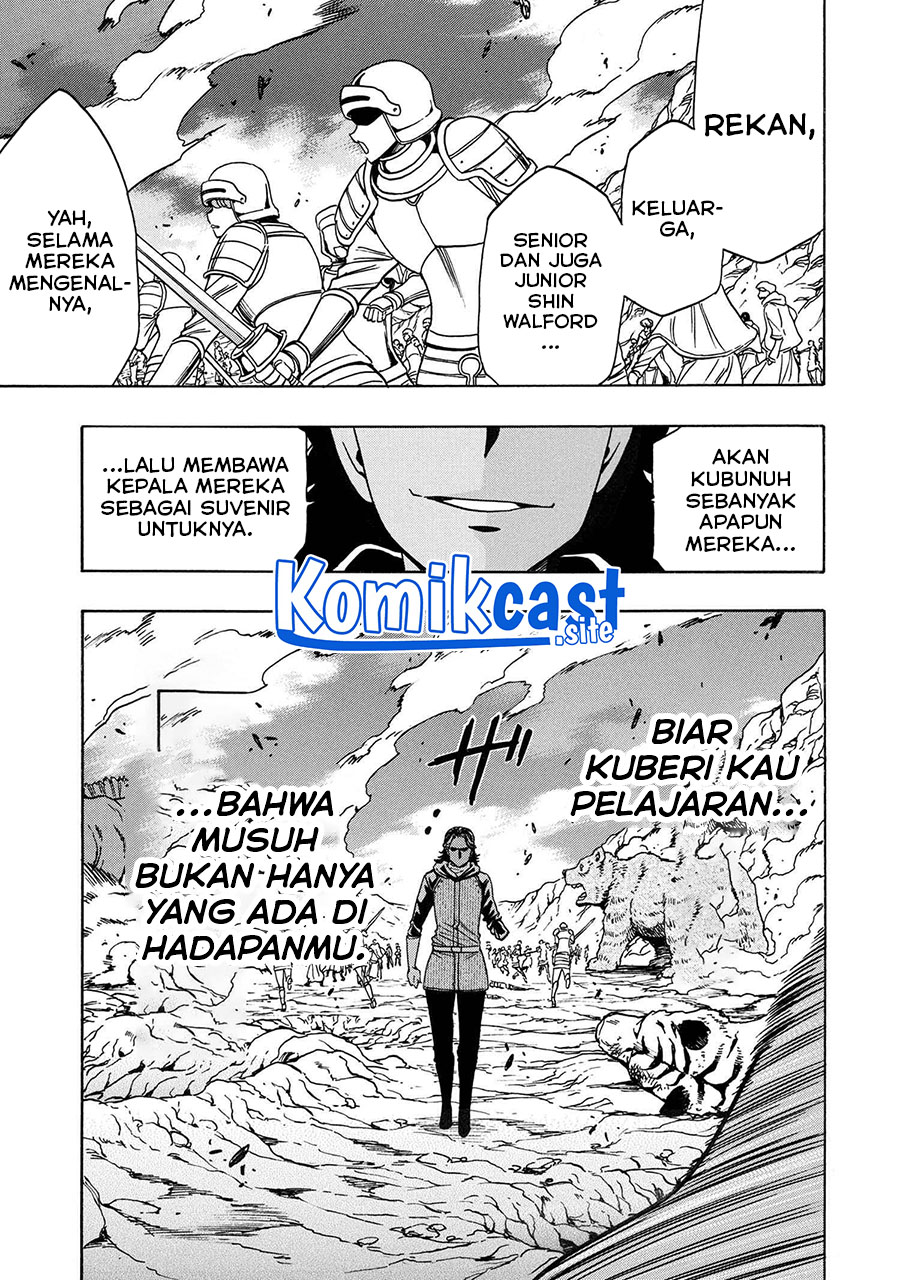 REKAN,
KELUAR-
GA,
SENIOR
DAN JUGA
JUNIOR
SHIN
WALFORD
...
YAH,
SELAMA
MEREKA
MENGENAL-
NYA,
AKAN
KUBUNUH
SEBANYAK
APAPUN
MEREKA...
...LALU MEMBAWA
KEPALA MEREKA
SEBAGAI SUVENIR
UNTUKNYA.
Komikcast
.site
BIAR
KUBERI KAU
PELAJARAN...
...BAHWA
MUSUH
BUKAN HANYA
YANG ADA DI
HADAPANMU.